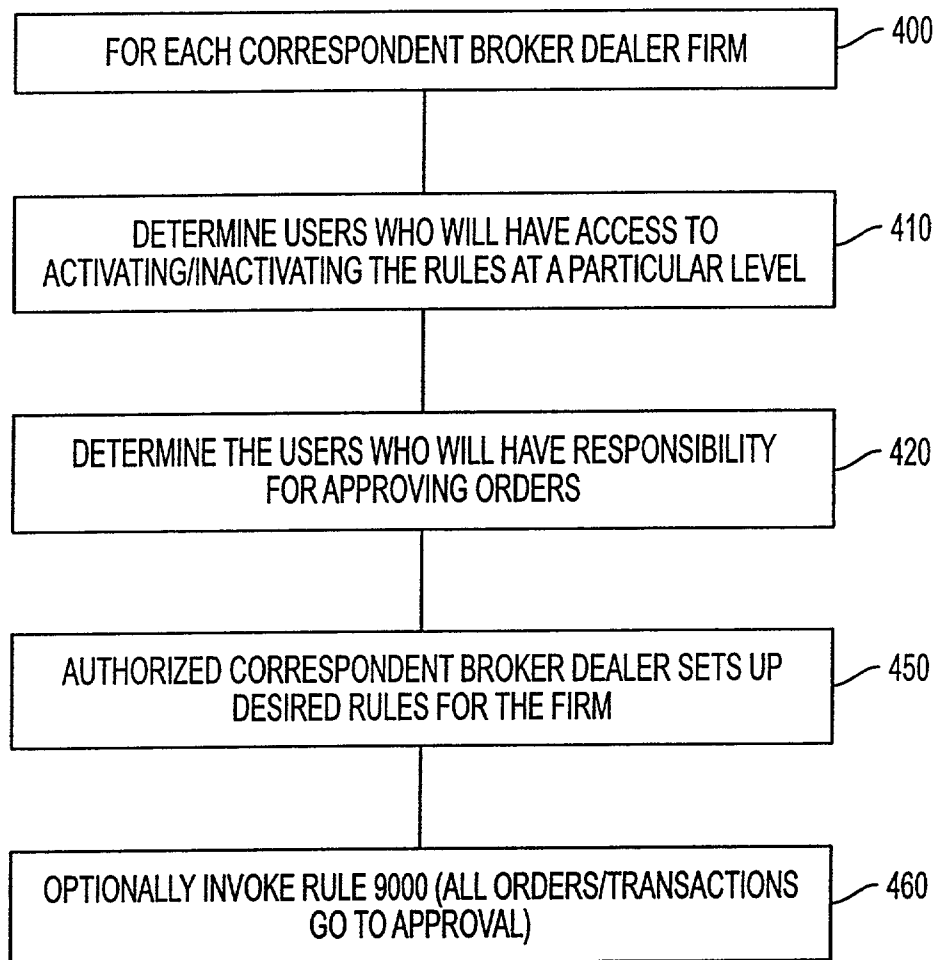 FOR EACH CORRESPONDENT BROKER DEALER FIRM
400
DETERMINE USERS WHO WILL HAVE ACCESS TO
ACTIVATING/INACTIVATING THE RULES AT A PARTICULAR LEVEL
410
DETERMINE THE USERS WHO WILL HAVE RESPONSIBILITY
FOR APPROVING ORDERS
420
AUTHORIZED CORRESPONDENT BROKER DEALER SETS UP
DESIRED RULES FOR THE FIRM
450
OPTIONALLY INVOKE RULE 9000 (ALL ORDERS/TRANSACTIONS
GO TO APPROVAL)
460